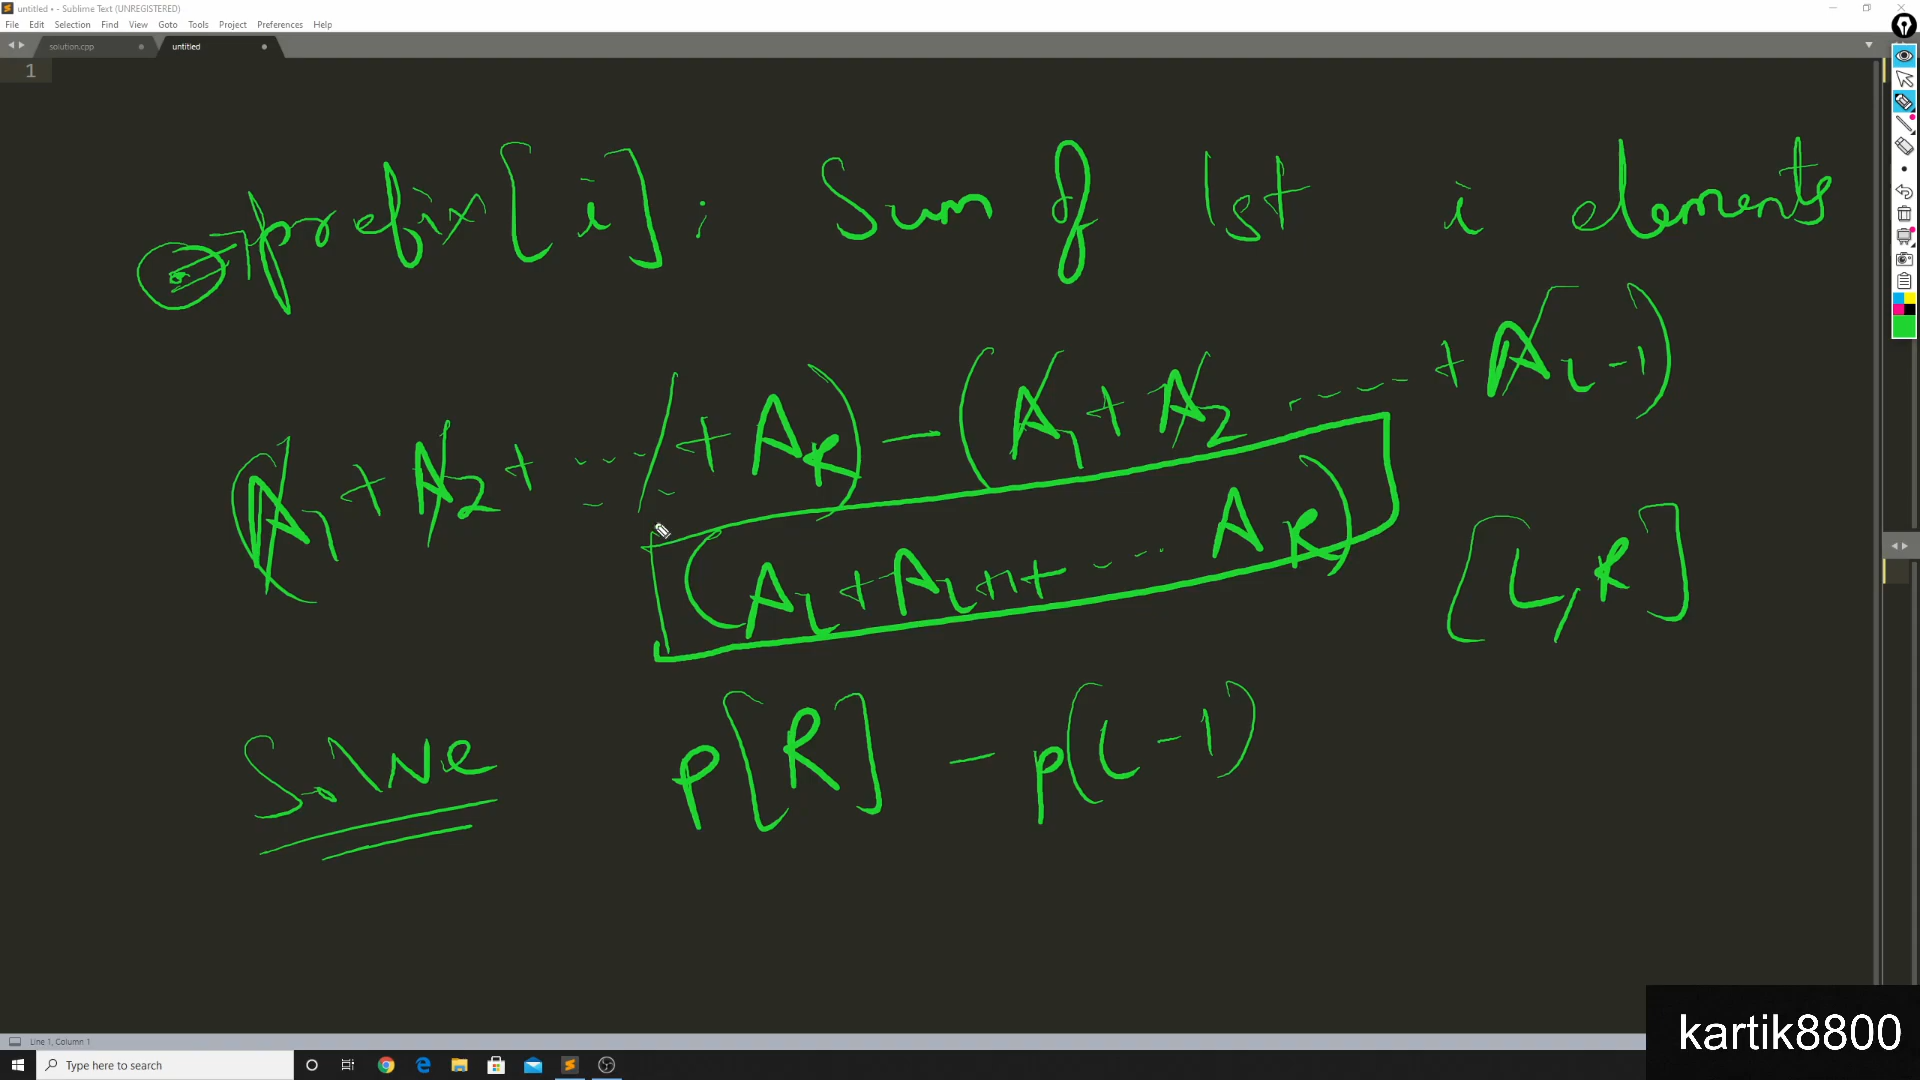 untitled • - Sublime Text (UNREGISTERED)
File Edit Selection Find View Goto Tools Project Preferences Help
solution.cpp untitled
1
prefix[i]: Sum Of 1st i elements
(A1 + A2 + ... + AR) - (A1 + A2 ..... + AL-1)
(AL + AL+1 + ... AR)
[L, R]
Solve p[R] - p(L-1)
kartik8800
Line 1, Column 1
Type here to search